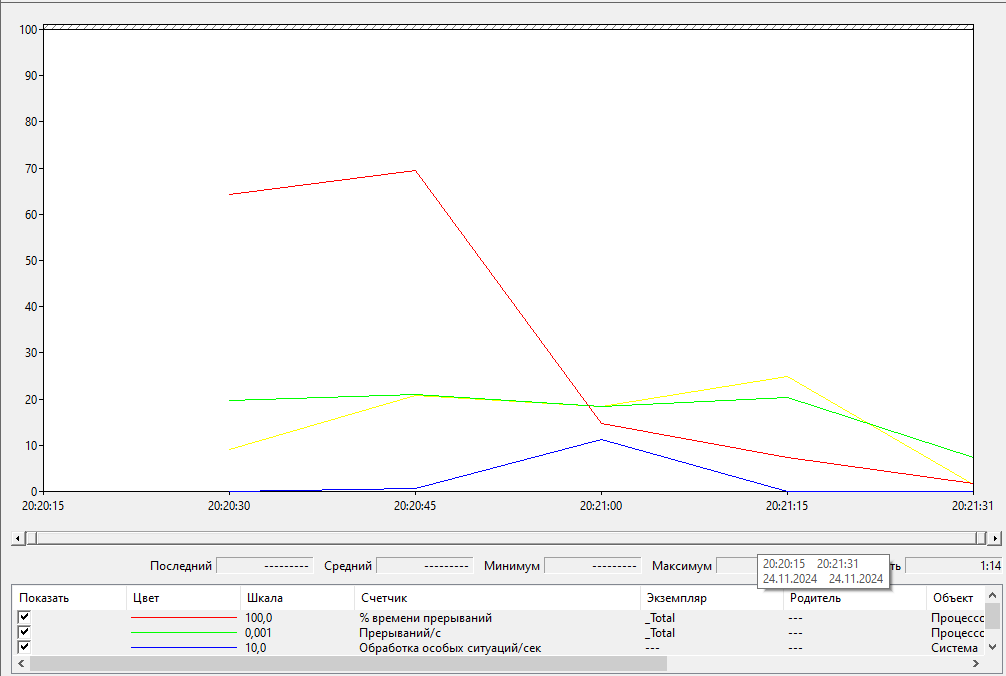 100
90
80
70
60
50
40
30
20
10
0
20:20:15 20:20:30 20:20:45 20:21:00 20:21:15 20:21:31
Последний --------- Средний --------- Минимум --------- Максимум ть 1:14
20:20:15 20:21:31
24.11.2024 24.11.2024
Показать Цвет Шкала Счетчик Экземпляр Родитель Объект
100,0 % времени прерываний _Total --- Процессс
0,001 Прерываний/с _Total --- Процессс
10,0 Обработка особых ситуаций/сек --- --- Система